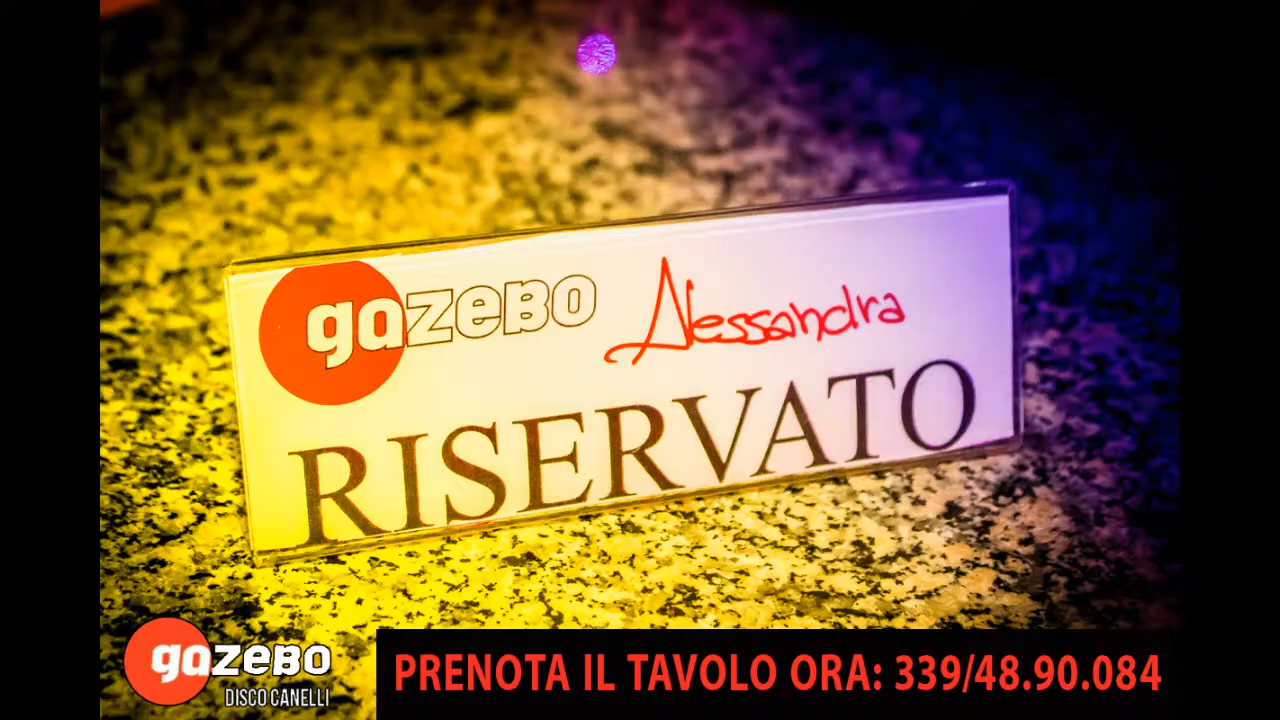 gazeBo Alessandra
RISERVATO
gazeBo
DISCO CANELLI
PRENOTA IL TAVOLO ORA: 339/48.90.084